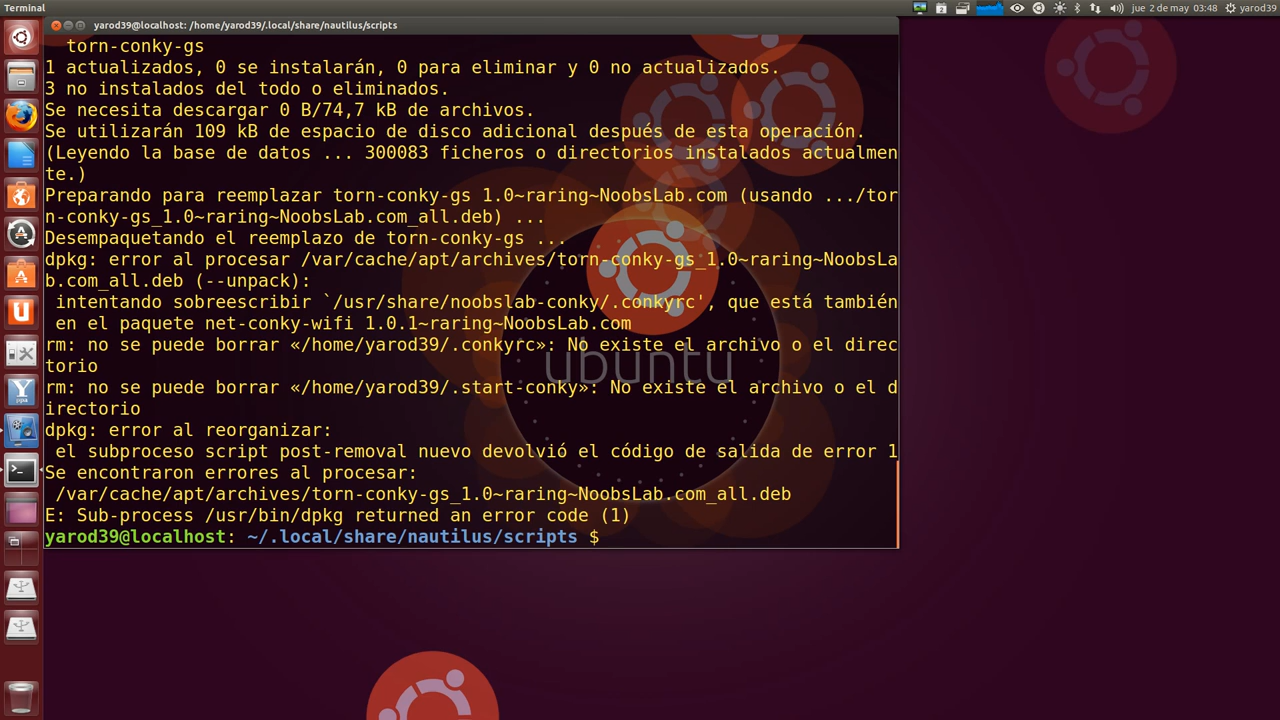 Terminal
jue 2 de may 03:48
yarod39
yarod39@localhost: /home/yarod39/.local/share/nautilus/scripts
torn-conky-gs
1 actualizados, 0 se instalarán, 0 para eliminar y 0 no actualizados.
3 no instalados del todo o eliminados.
Se necesita descargar 0 B/74,7 kB de archivos.
Se utilizarán 109 kB de espacio de disco adicional después de esta operación.
(Leyendo la base de datos ... 300083 ficheros o directorios instalados actualmen
te.)
Preparando para reemplazar torn-conky-gs 1.0~raring~NoobsLab.com (usando .../tor
n-conky-gs_1.0~raring~NoobsLab.com_all.deb) ...
Desempaquetando el reemplazo de torn-conky-gs ...
dpkg: error al procesar /var/cache/apt/archives/torn-conky-gs_1.0~raring~NoobsLa
b.com_all.deb (--unpack):
intentando sobreescribir `/usr/share/noobslab-conky/.conkyrc', que está también
en el paquete net-conky-wifi 1.0.1~raring~NoobsLab.com
rm: no se puede borrar «/home/yarod39/.conkyrc»: No existe el archivo o el direc
torio
rm: no se puede borrar «/home/yarod39/.start-conky»: No existe el archivo o el d
irectorio
dpkg: error al reorganizar:
el subproceso script post-removal nuevo devolvió el código de salida de error 1
Se encontraron errores al procesar:
/var/cache/apt/archives/torn-conky-gs_1.0~raring~NoobsLab.com_all.deb
E: Sub-process /usr/bin/dpkg returned an error code (1)
yarod39@localhost: ~/.local/share/nautilus/scripts $
ubuntu